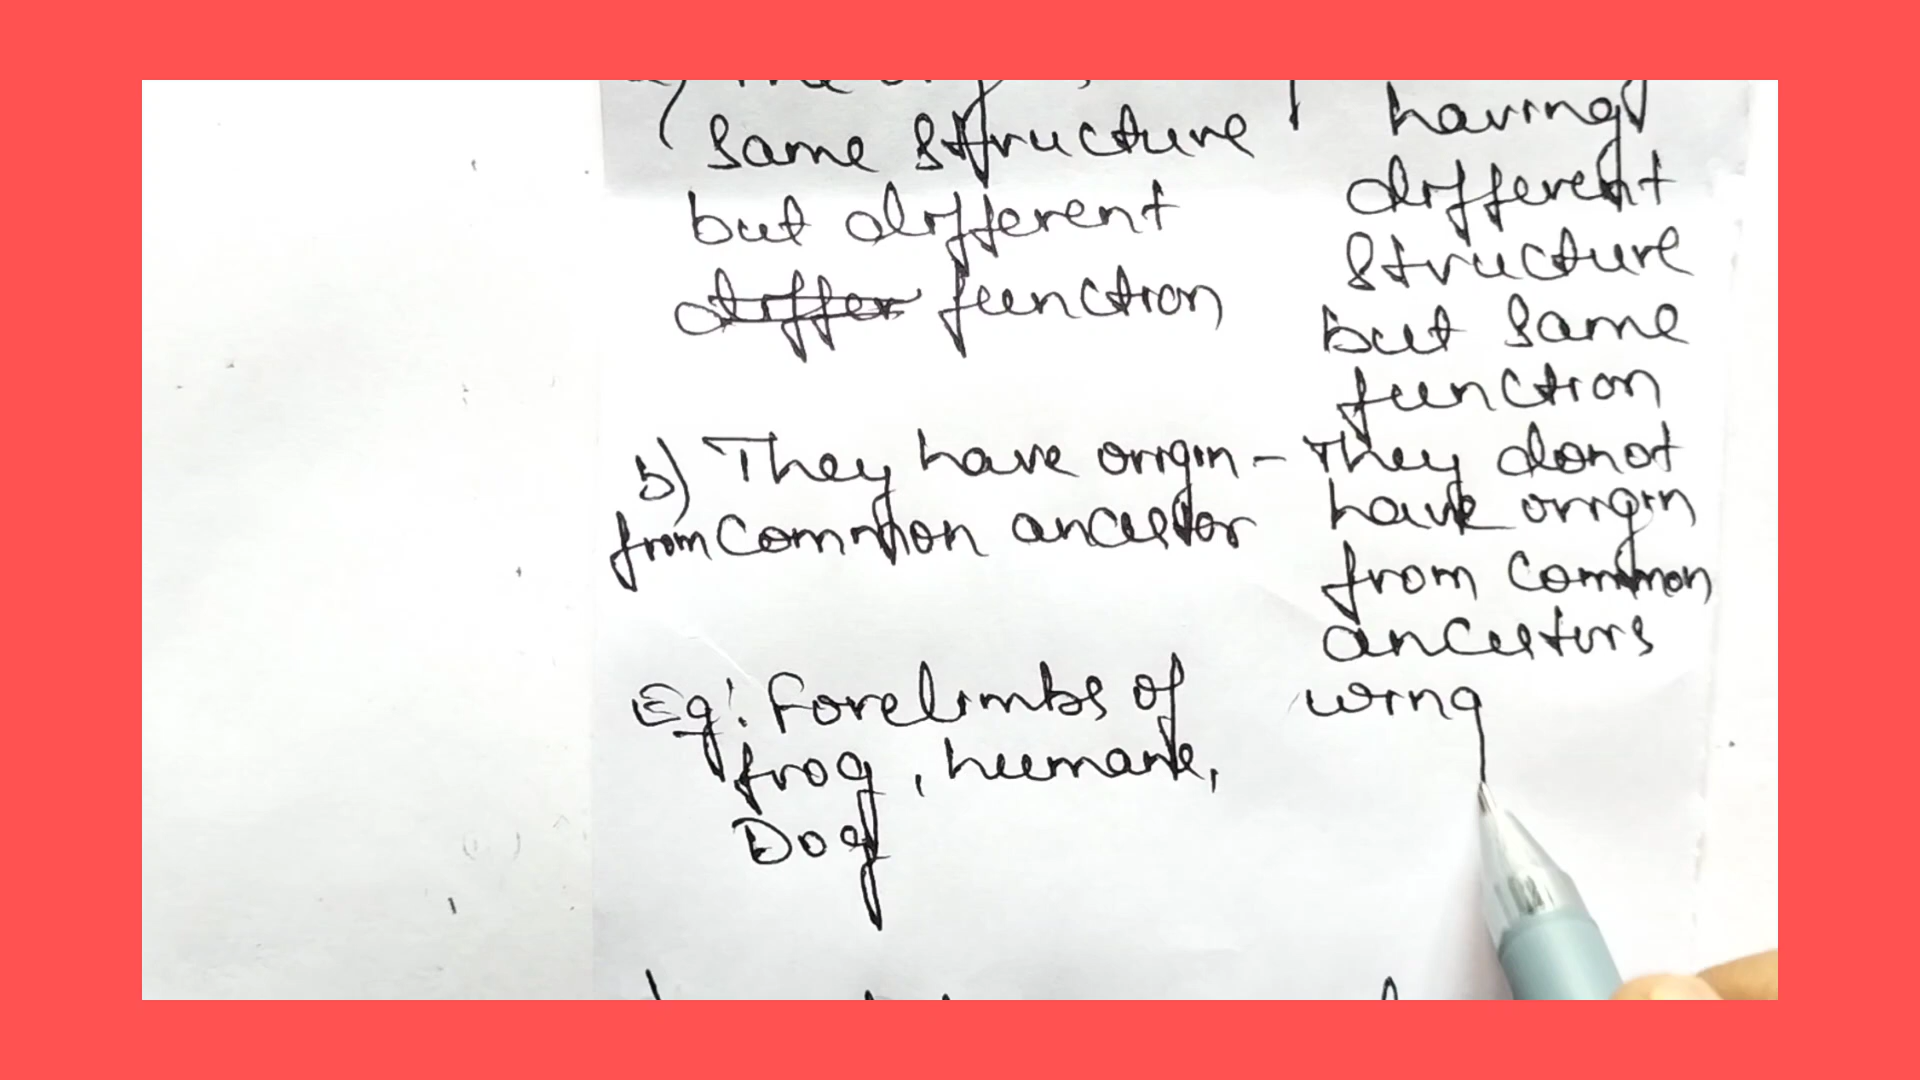 same structure
but different
differ function
b) They have origin -
from common ancestor
Eg: Forelimbs of
frog, humans,
Dog
having
different
structure
but same
function
They donot
have origin
from common
ancestors
wing